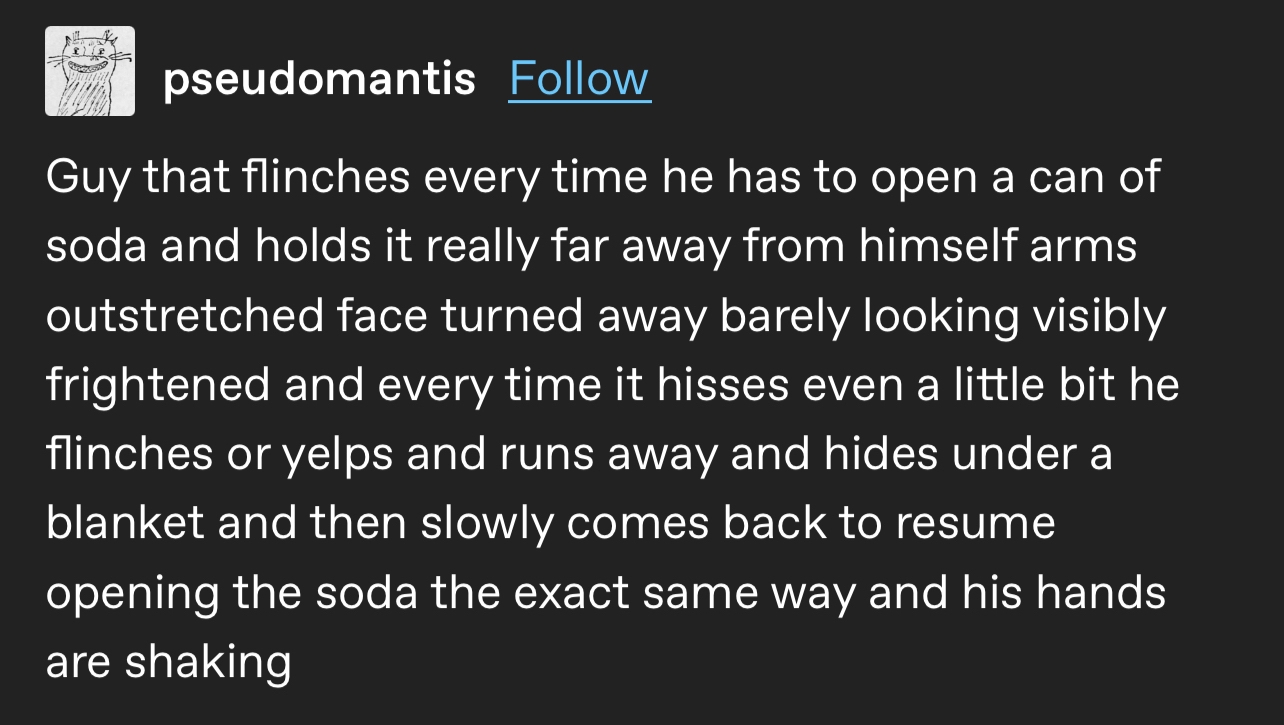 pseudomantis Follow
Guy that flinches every time he has to open a can of
soda and holds it really far away from himself arms
outstretched face turned away barely looking visibly
frightened and every time it hisses even a little bit he
flinches or yelps and runs away and hides under a
blanket and then slowly comes back to resume
opening the soda the exact same way and his hands
are shaking